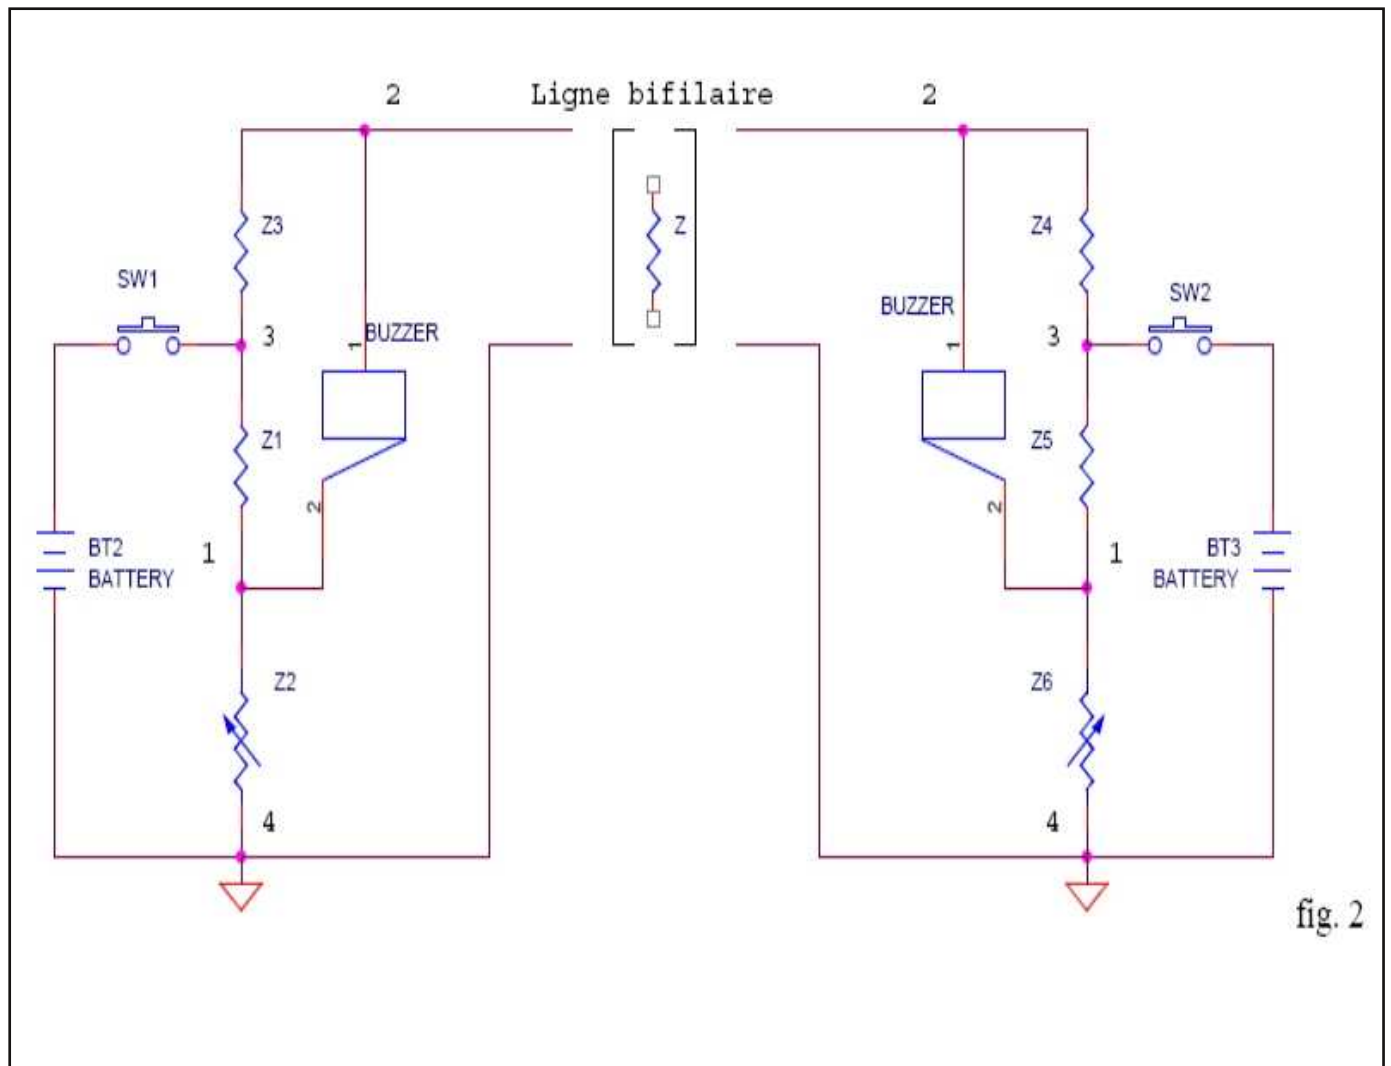 2 Ligne bifilaire 2
Z3 Z Z4
SW1 SW2
3 1 BUZZER BUZZER 1 3
Z1 Z5
2 2
BT2 1 1 BT3
BATTERY BATTERY
Z2 Z6
4 4
fig. 2